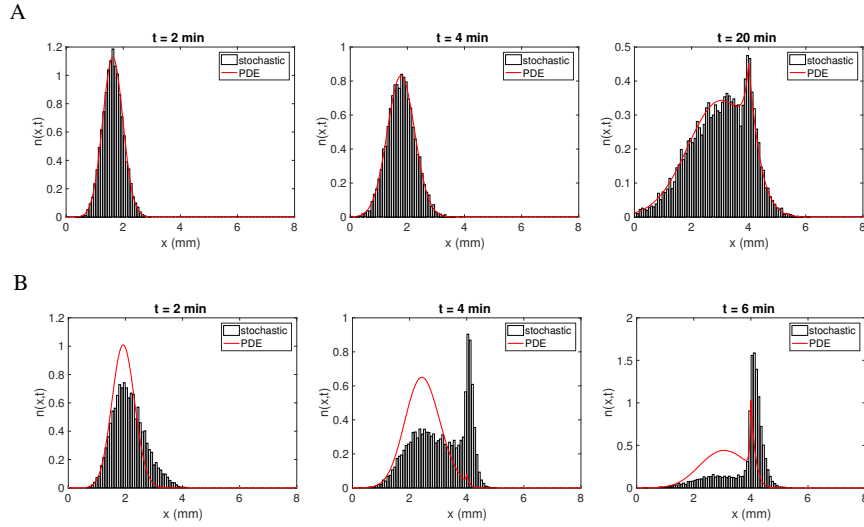 A
t = 2 min
t = 4 min
t = 20 min
stochastic
PDE
stochastic
PDE
stochastic
PDE
n(x,t)
n(x,t)
n(x,t)
1.2
1
0.8
0.6
0.4
0.2
0
1
0.8
0.6
0.4
0.2
0
0.5
0.4
0.3
0.2
0.1
0
0 2 4 6 8
0 2 4 6 8
0 2 4 6 8
x (mm)
x (mm)
x (mm)
B
t = 2 min
t = 4 min
t = 6 min
stochastic
PDE
stochastic
PDE
stochastic
PDE
n(x,t)
n(x,t)
n(x,t)
1.2
1
0.8
0.6
0.4
0.2
0
1
0.8
0.6
0.4
0.2
0
2
1.5
1
0.5
0
0 2 4 6 8
0 2 4 6 8
0 2 4 6 8
x (mm)
x (mm)
x (mm)